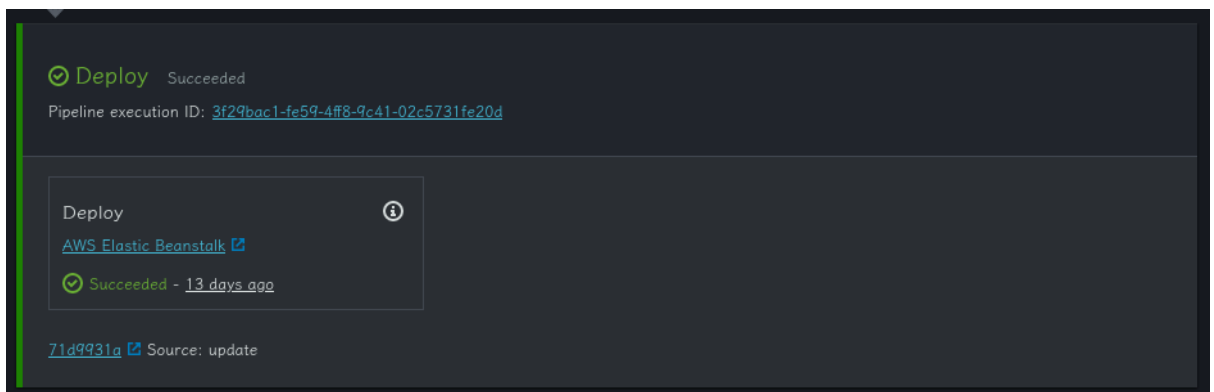 Deploy Succeeded
Pipeline execution ID: 3f29bac1-fe59-4ff8-9c41-02c5731fe20d
Deploy
AWS Elastic Beanstalk
Succeeded - 13 days ago
71d9931a Source: update